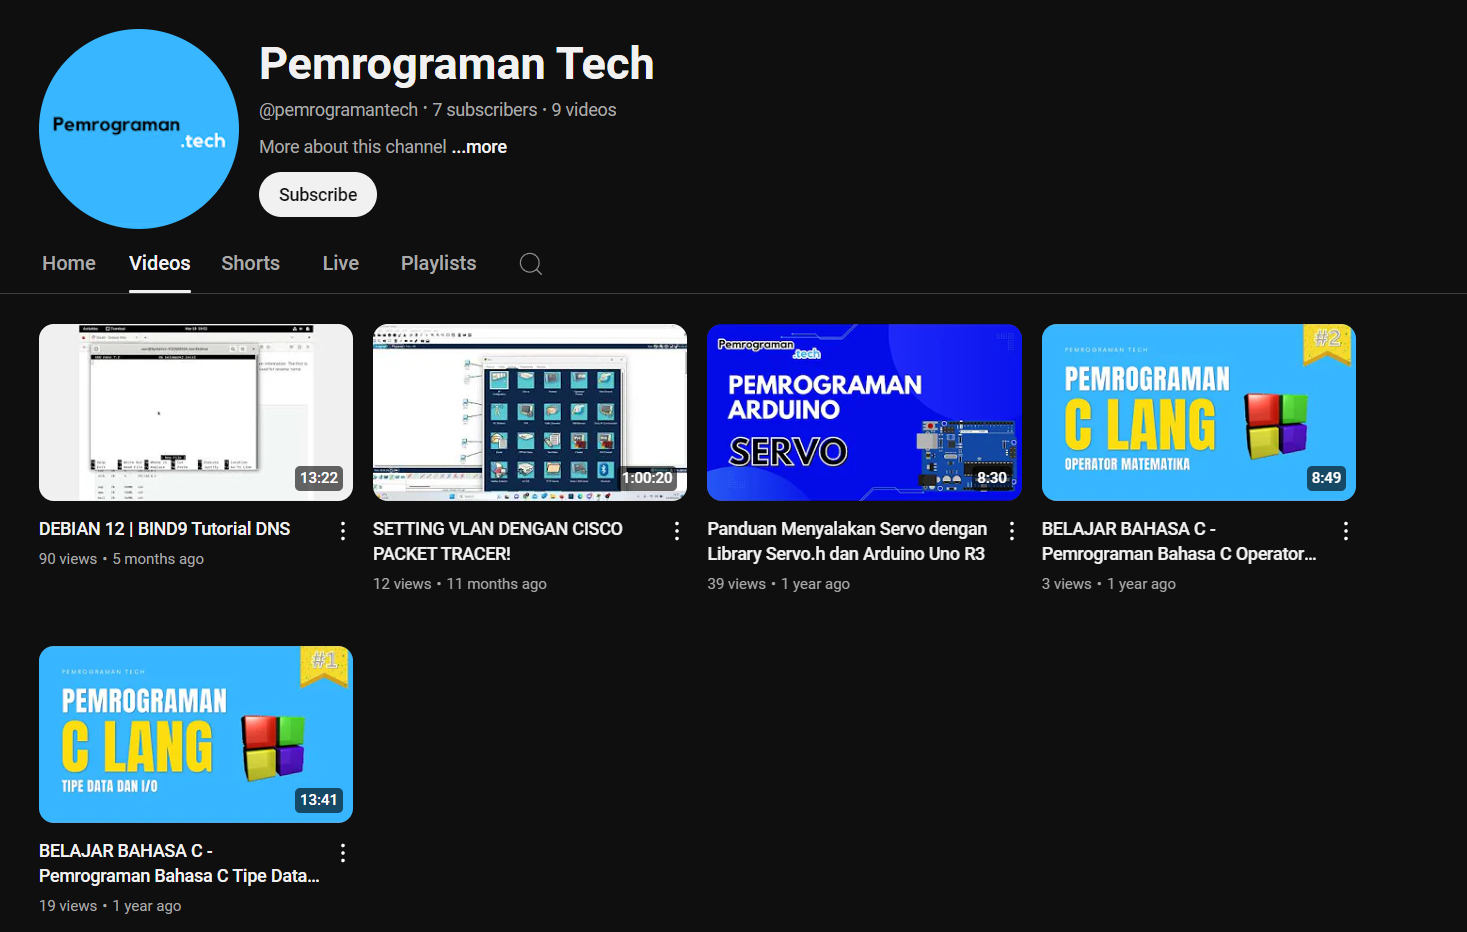 Pemrograman
.tech
Pemrograman Tech
@pemrogramantech • 7 subscribers • 9 videos
More about this channel ...more
Subscribe
Home Videos Shorts Live Playlists
13:22
DEBIAN 12 | BIND9 Tutorial DNS
90 views • 5 months ago
1:00:20
SETTING VLAN DENGAN CISCO
PACKET TRACER!
12 views • 11 months ago
Pemrograman
.tech
PEMROGRAMAN
ARDUINO
SERVO
8:30
Panduan Menyalakan Servo dengan
Library Servo.h dan Arduino Uno R3
39 views • 1 year ago
#2
PEMROGRAMAN TECH
PEMROGRAMAN
C LANG
OPERATOR MATEMATIKA
8:49
BELAJAR BAHASA C -
Pemrograman Bahasa C Operator...
3 views • 1 year ago
#1
PEMROGRAMAN TECH
PEMROGRAMAN
C LANG
TIPE DATA DAN I/O
13:41
BELAJAR BAHASA C -
Pemrograman Bahasa C Tipe Data...
19 views • 1 year ago